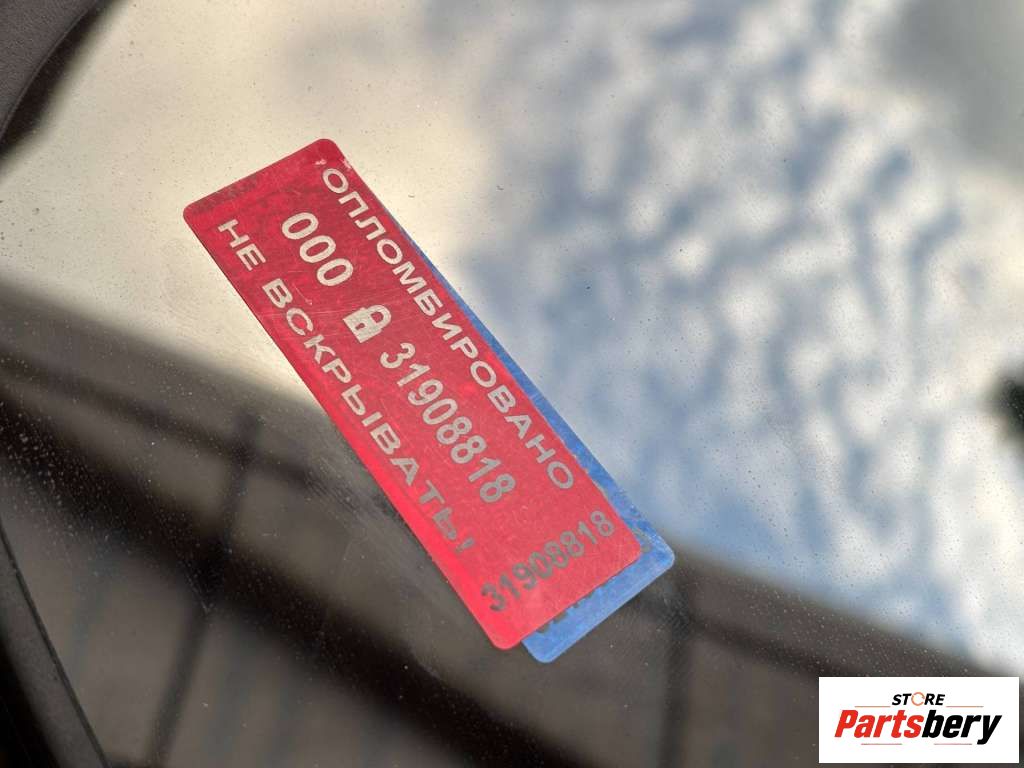 ОПЛОМБИРОВАНО
000 31908818
НЕ ВСКРЫВАТЬ!
31908818
STORE
Partsbery